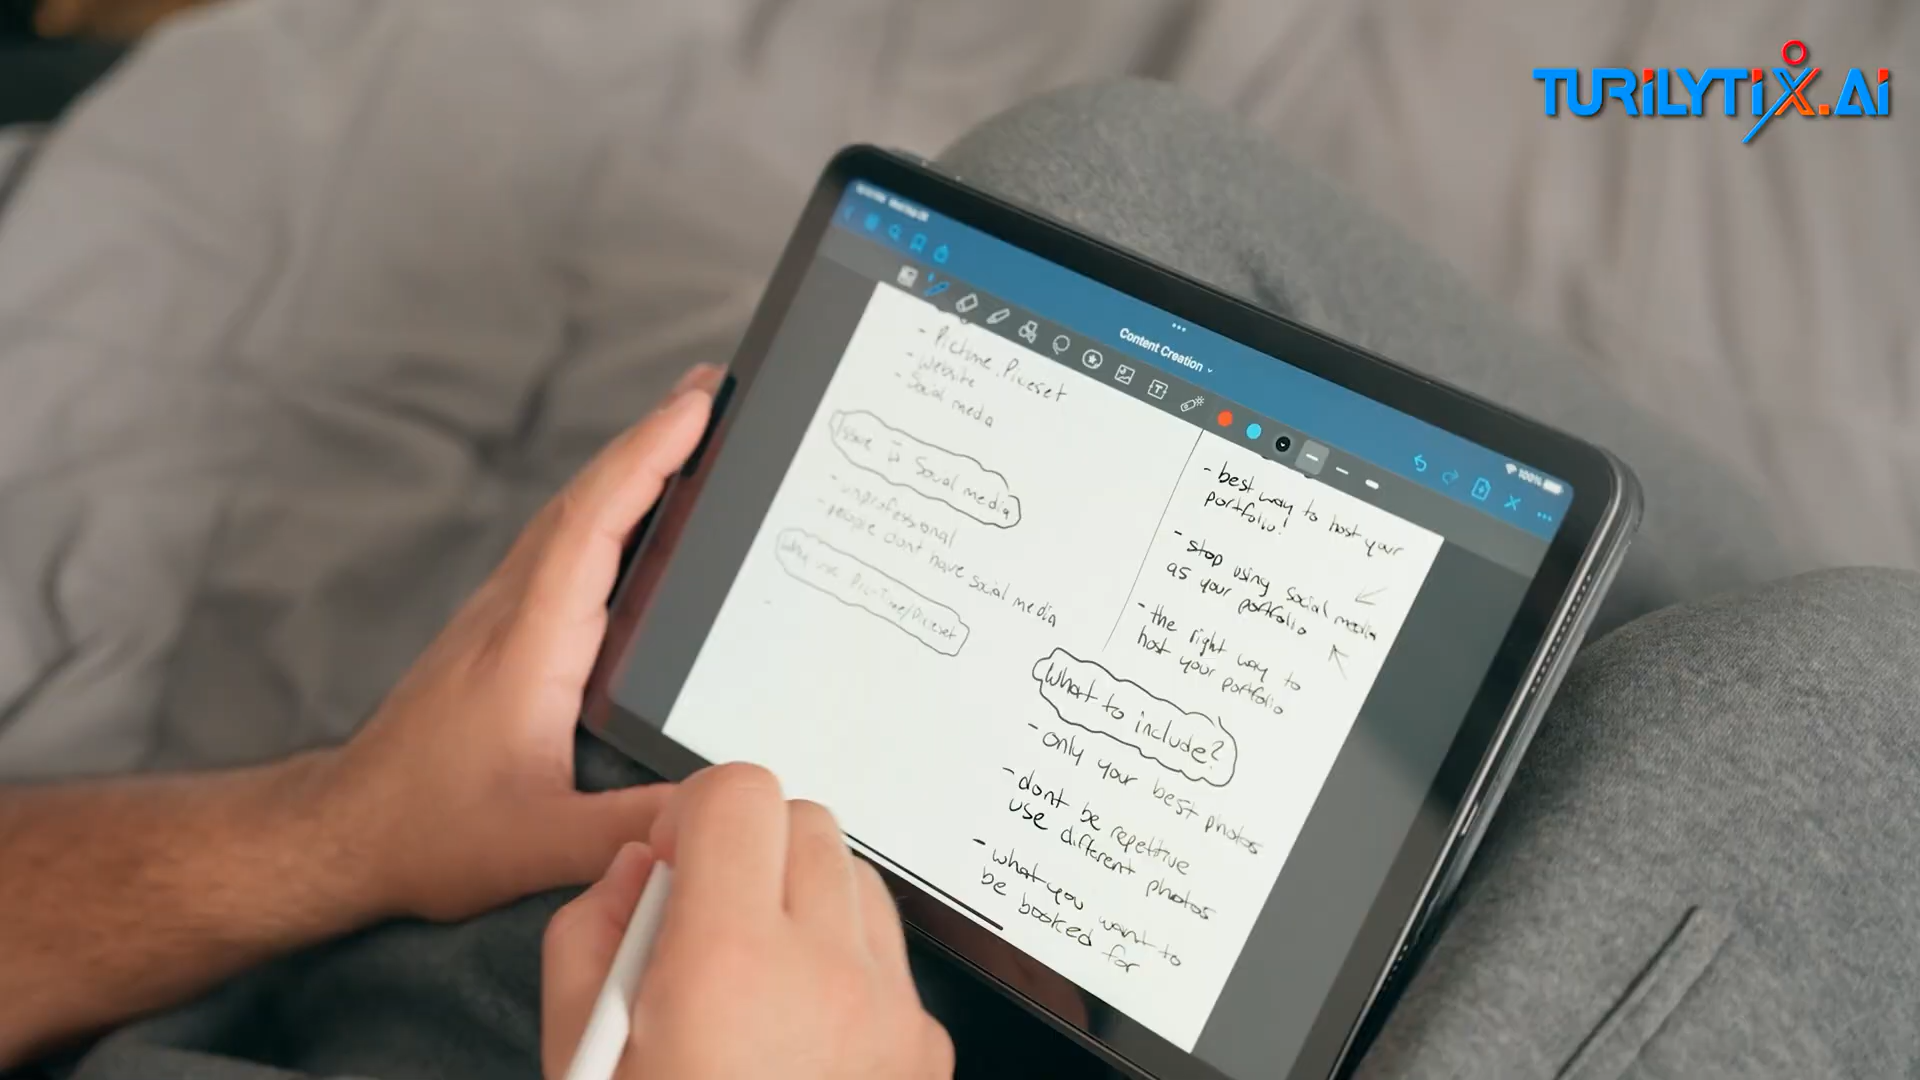 TURILYTIX.AI
Content Creation
100%
- Pictime, Pixieset
- Website
- Social media
Issue w Social media
- unprofessional
- people dont have social media
Why use Pic-Time/Pixieset
-
- best way to host your
portfolio!
- stop using social media
as your portfolio
- the right way to
host your portfolio
What to include?
- only your best photos
- dont be repetitive
use different photos
- what you want to
be booked for